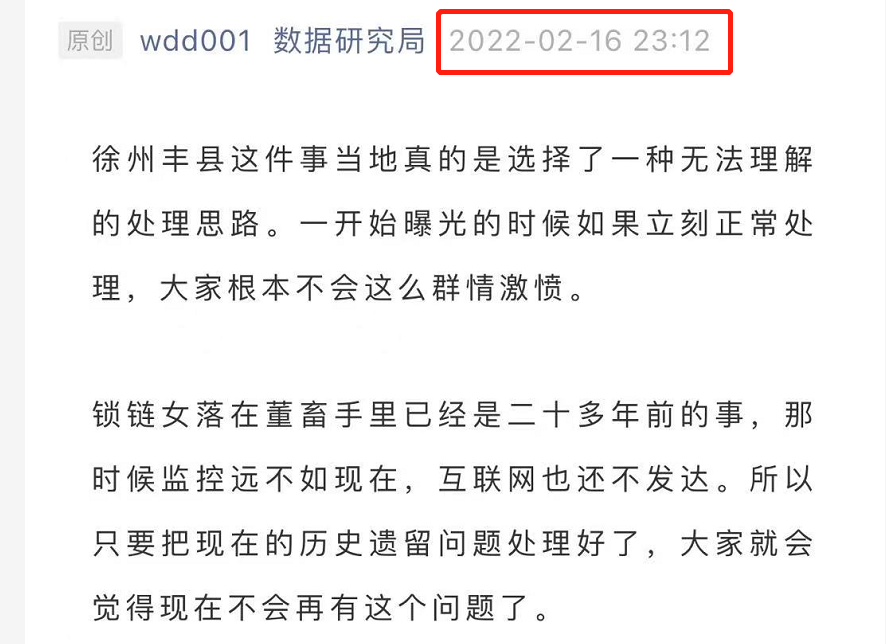 原创 wdd001 数据研究局 2022-02-16 23:12
徐州丰县这件事当地真的是选择了一种无法理解
的处理思路。一开始曝光的时候如果立刻正常处
理，大家根本不会这么群情激愤。
锁链女落在董畜手里已经是二十多年前的事，那
时候监控远不如现在，互联网也还不发达。所以
只要把现在的历史遗留问题处理好了，大家就会
觉得现在不会再有这个问题了。